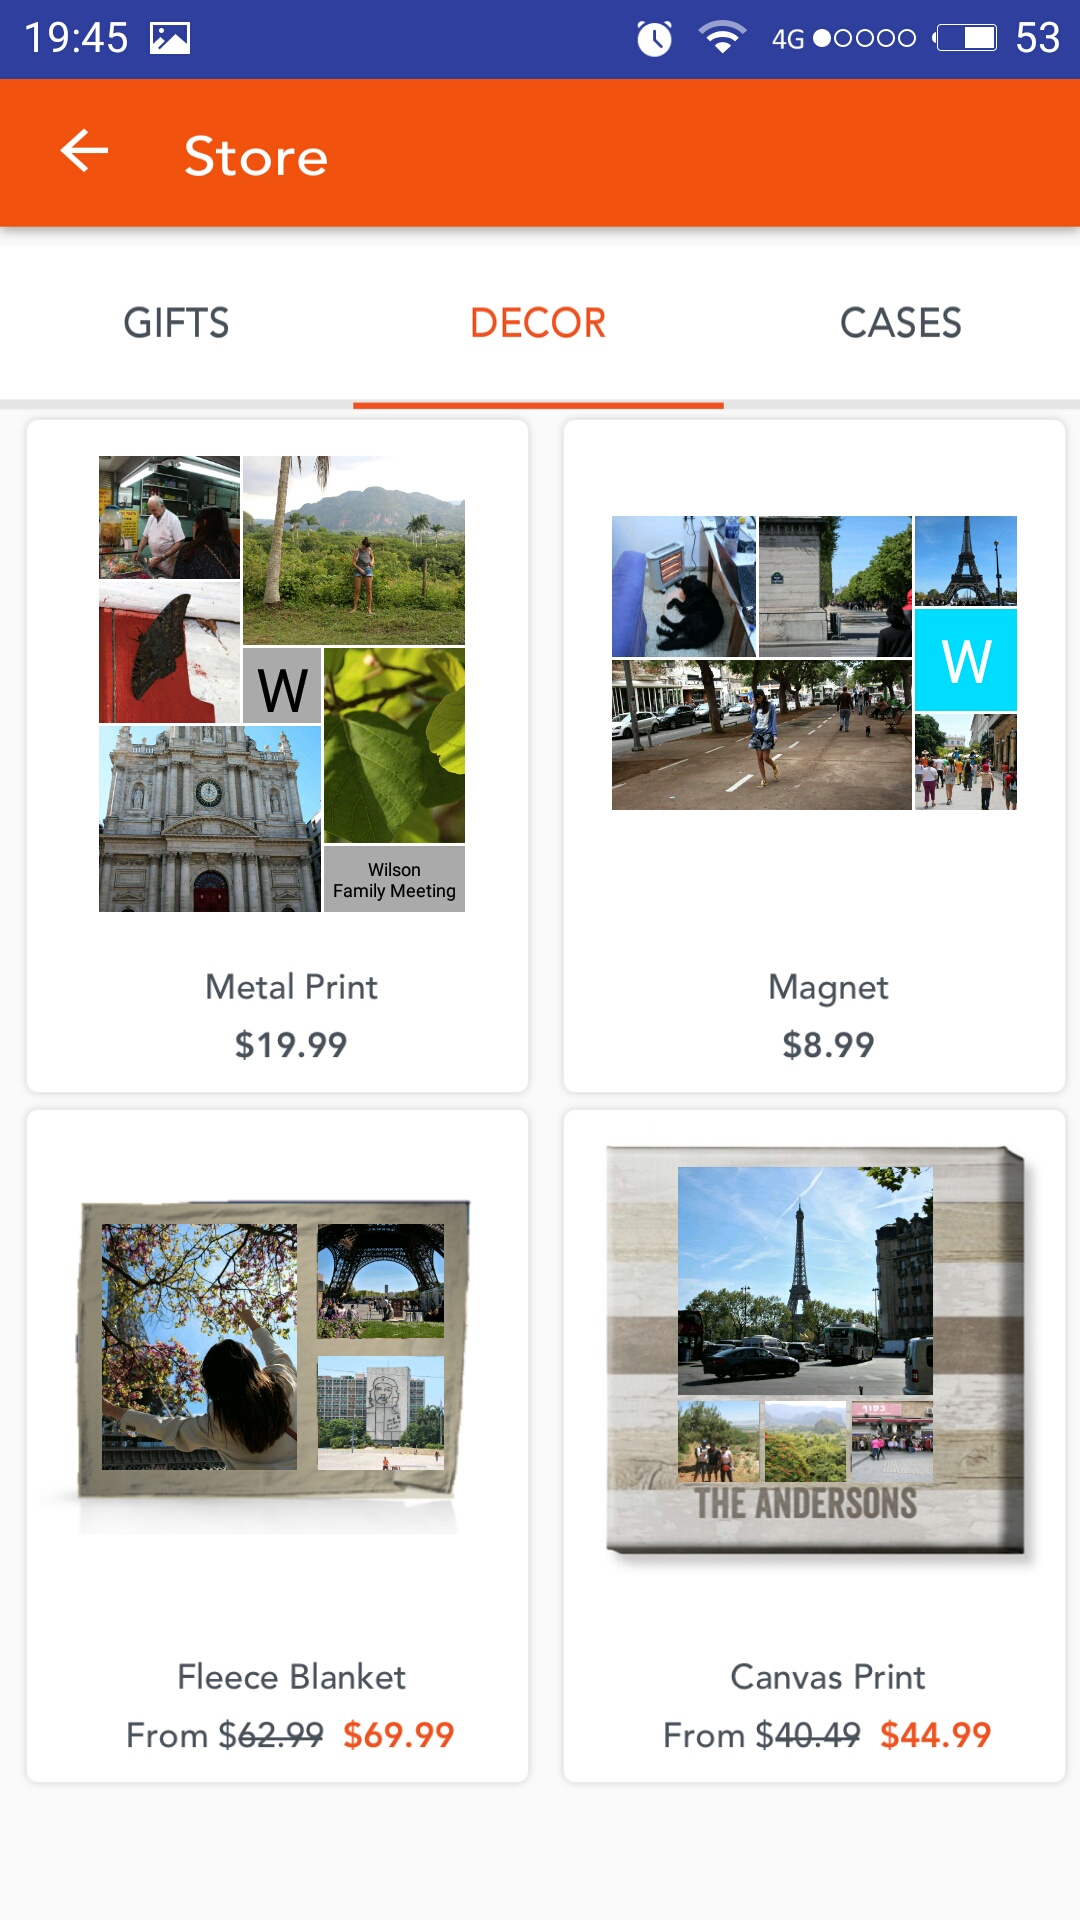 19:45 4G 53
Store
GIFTS DECOR CASES
W
Wilson
Family Meeting
W
Metal Print
$19.99
Magnet
$8.99
THE ANDERSONS
Fleece Blanket
From $62.99 $69.99
Canvas Print
From $40.49 $44.99